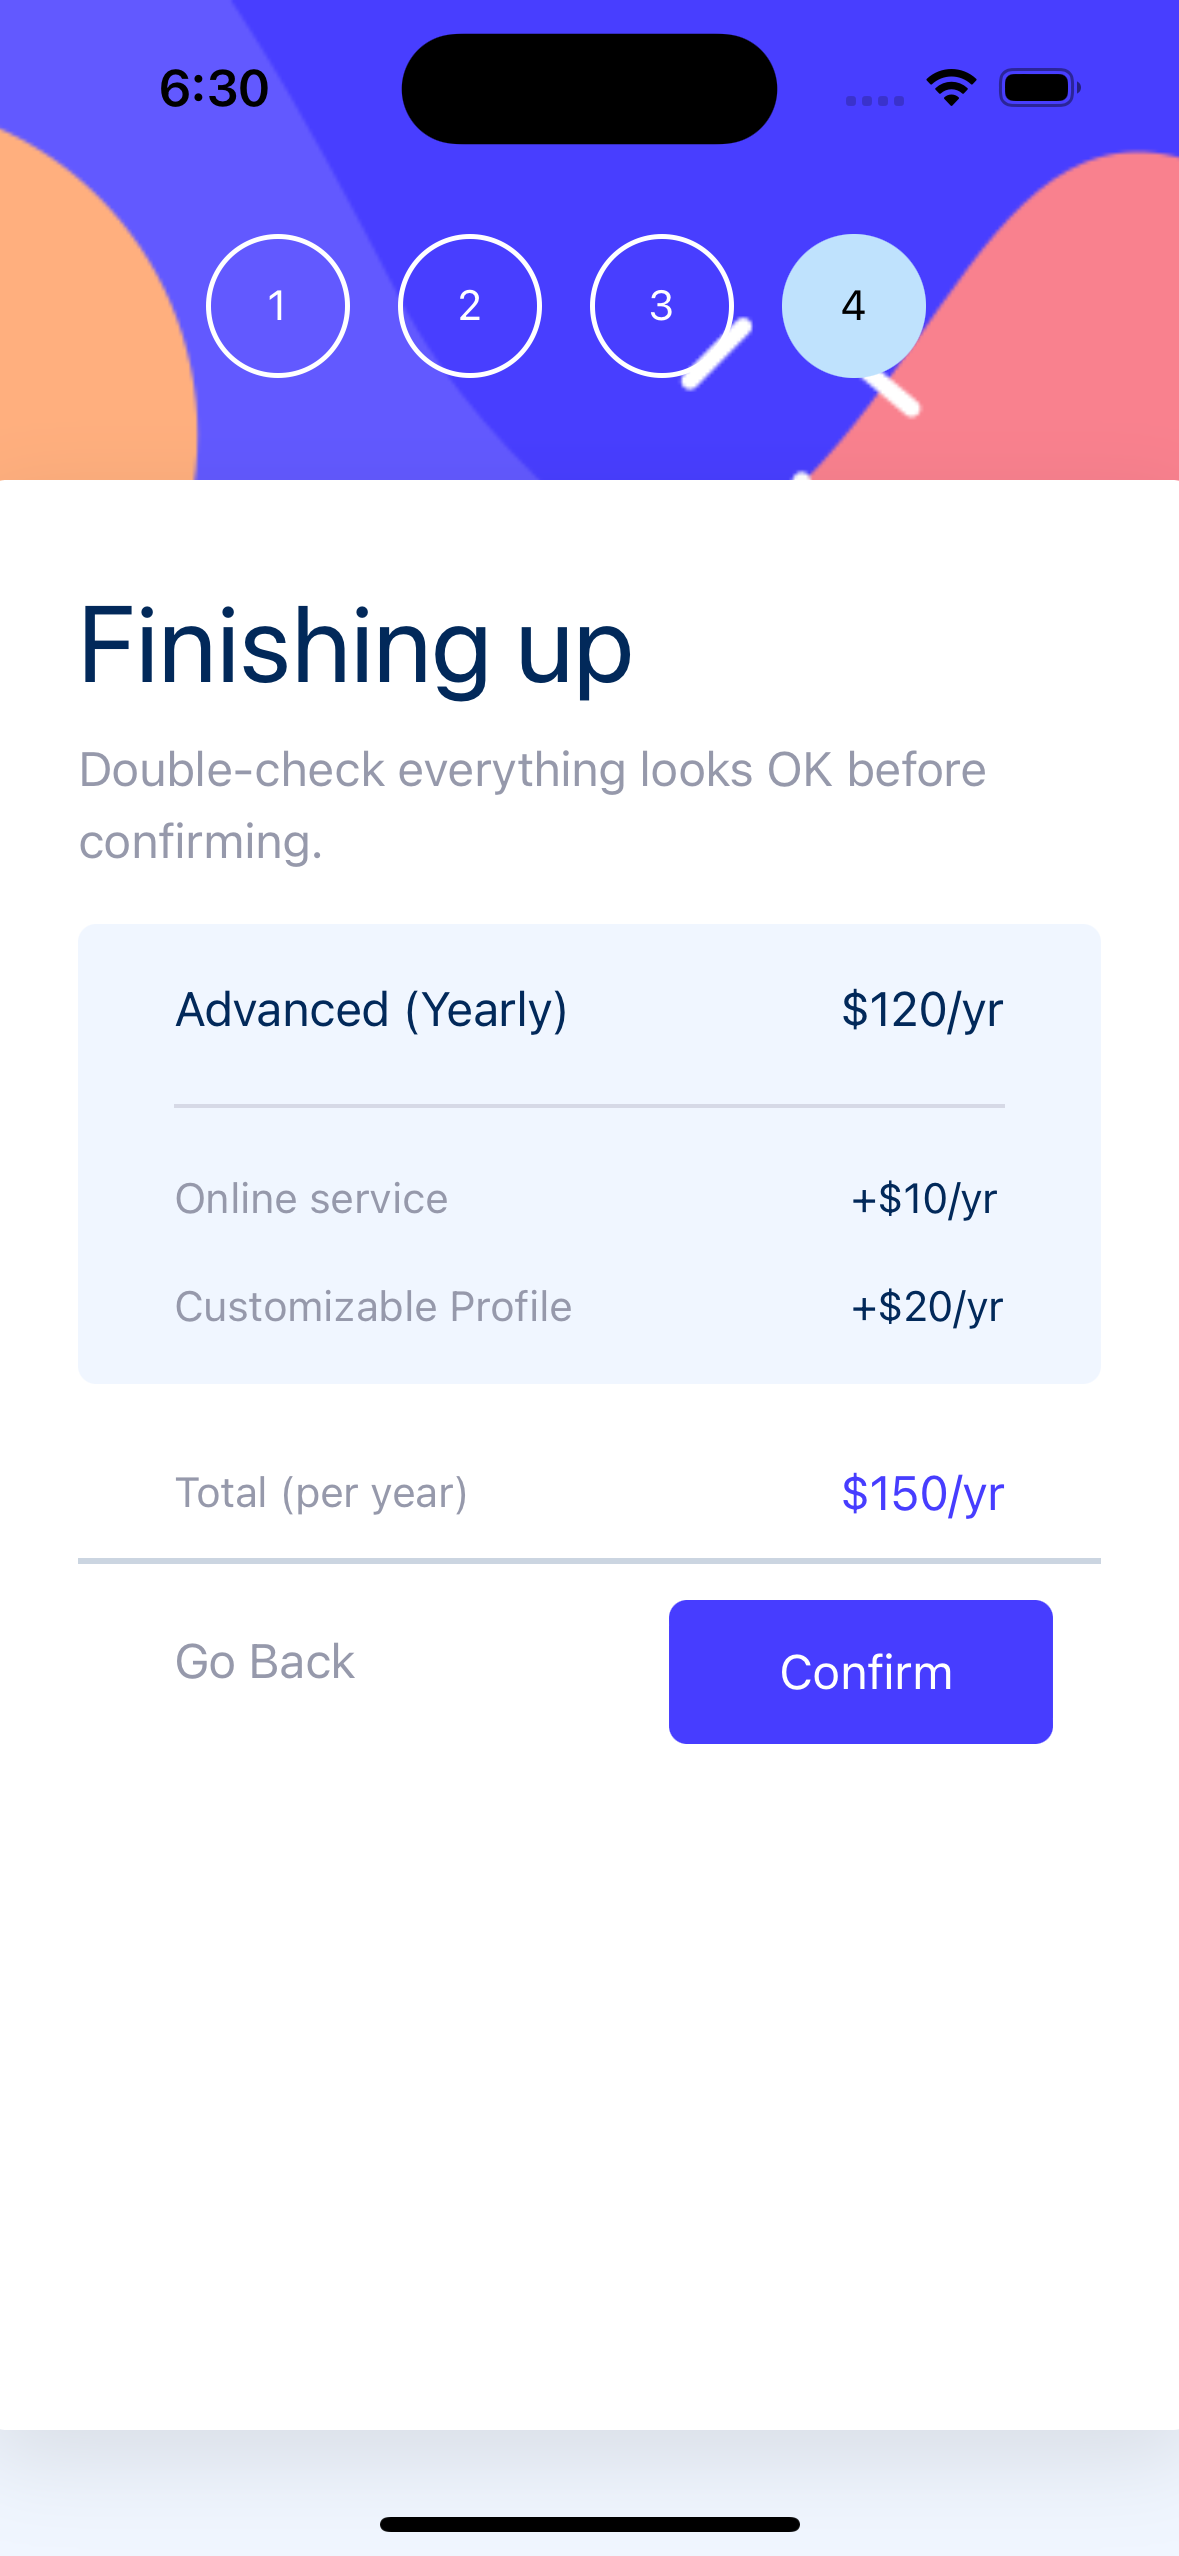 6:30
1 2 3 4
Finishing up
Double-check everything looks OK before
confirming.
Advanced (Yearly) $120/yr
Online service +$10/yr
Customizable Profile +$20/yr
Total (per year) $150/yr
Go Back Confirm